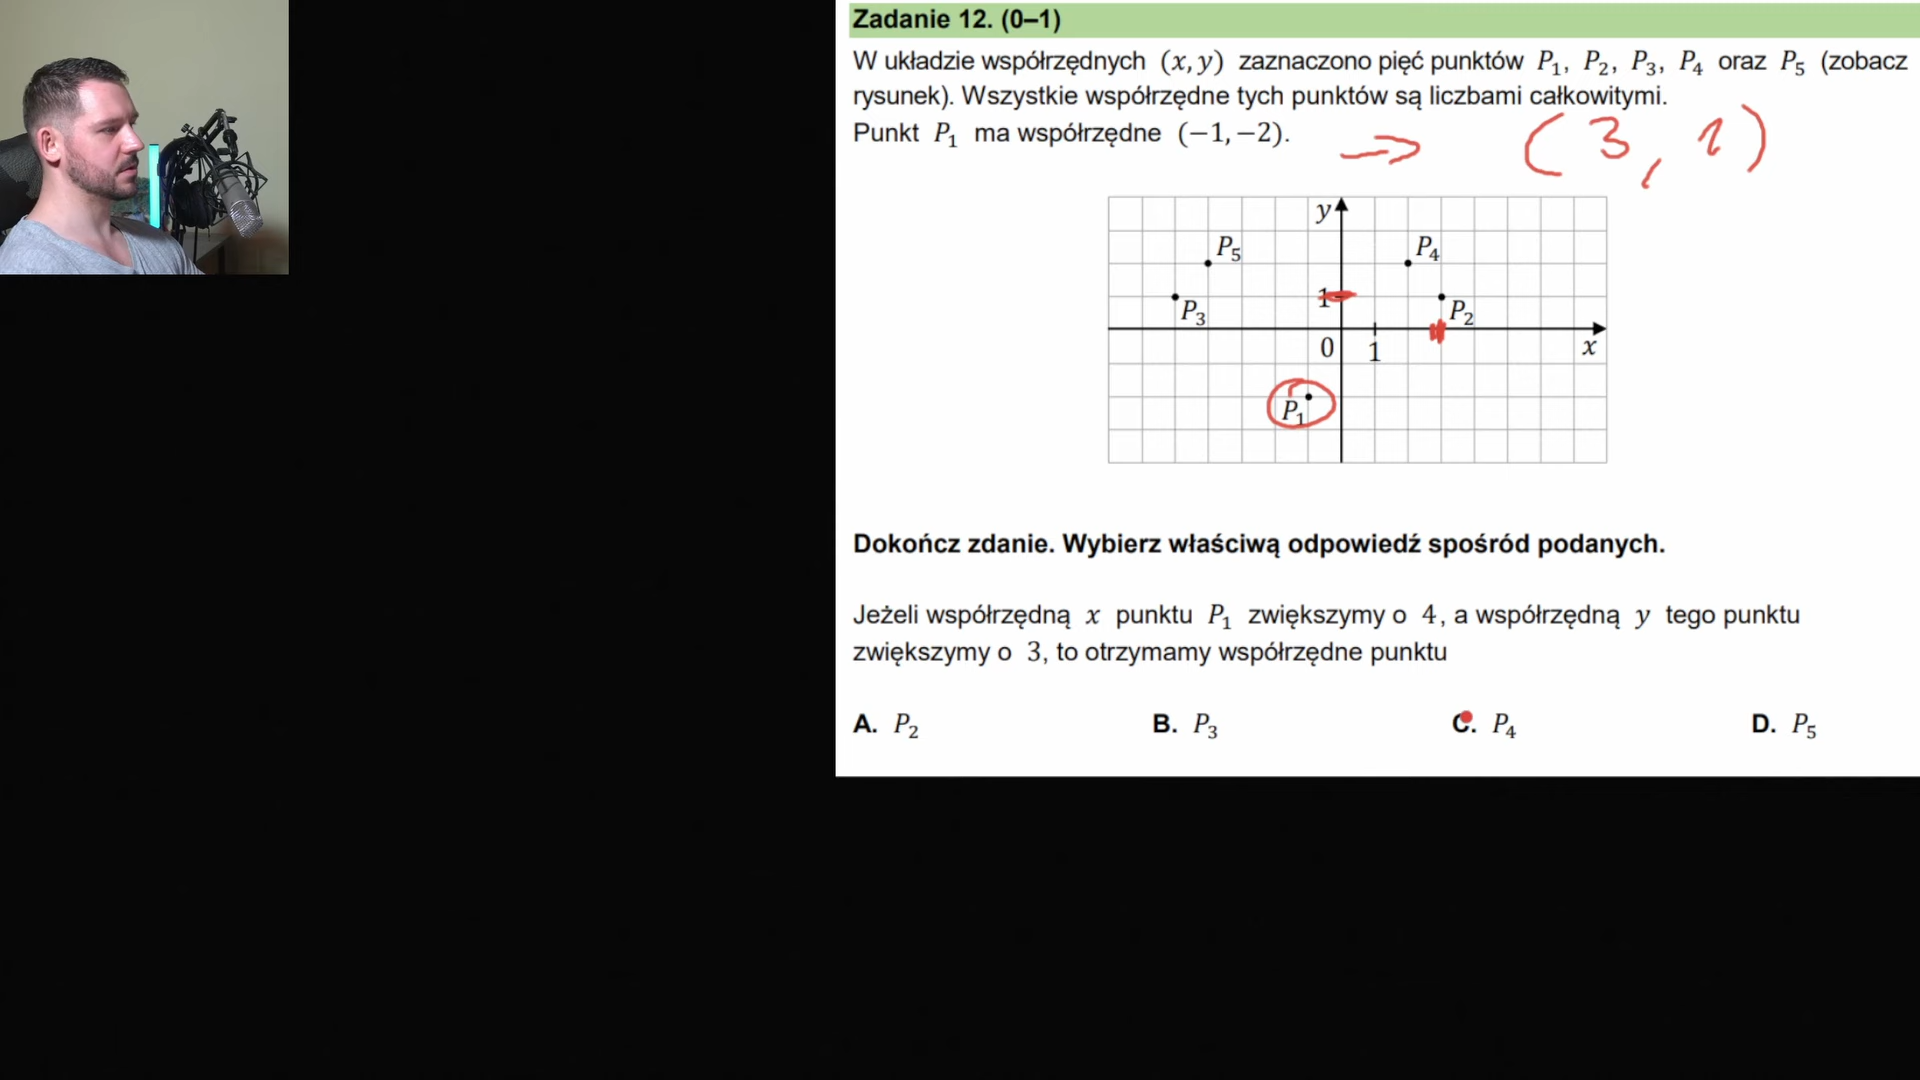 Zadanie 12. (0–1)
W układzie współrzędnych (x, y) zaznaczono pięć punktów P₁, P₂, P₃, P₄ oraz P₅ (zobacz
rysunek). Wszystkie współrzędne tych punktów są liczbami całkowitymi.
Punkt P₁ ma współrzędne (−1, −2). → (3, 1)
y
P₅
P₄
1
P₃
P₂
0
1
x
P₁
Dokończ zdanie. Wybierz właściwą odpowiedź spośród podanych.
Jeżeli współrzędną x punktu P₁ zwiększymy o 4, a współrzędną y tego punktu
zwiększymy o 3, to otrzymamy współrzędne punktu
A. P₂ B. P₃ C. P₄ D. P₅